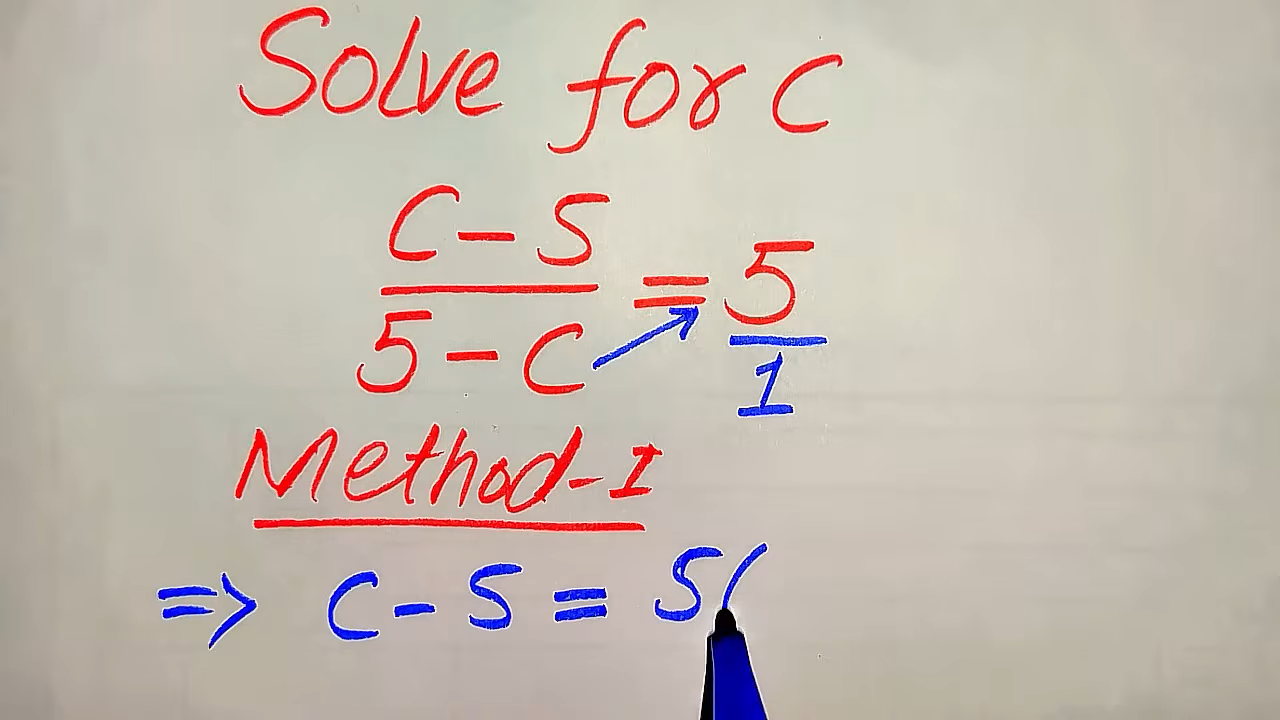 Solve for C
C - 5
5 - C = 5
1
Method-I
⇒ C - 5 = 5(